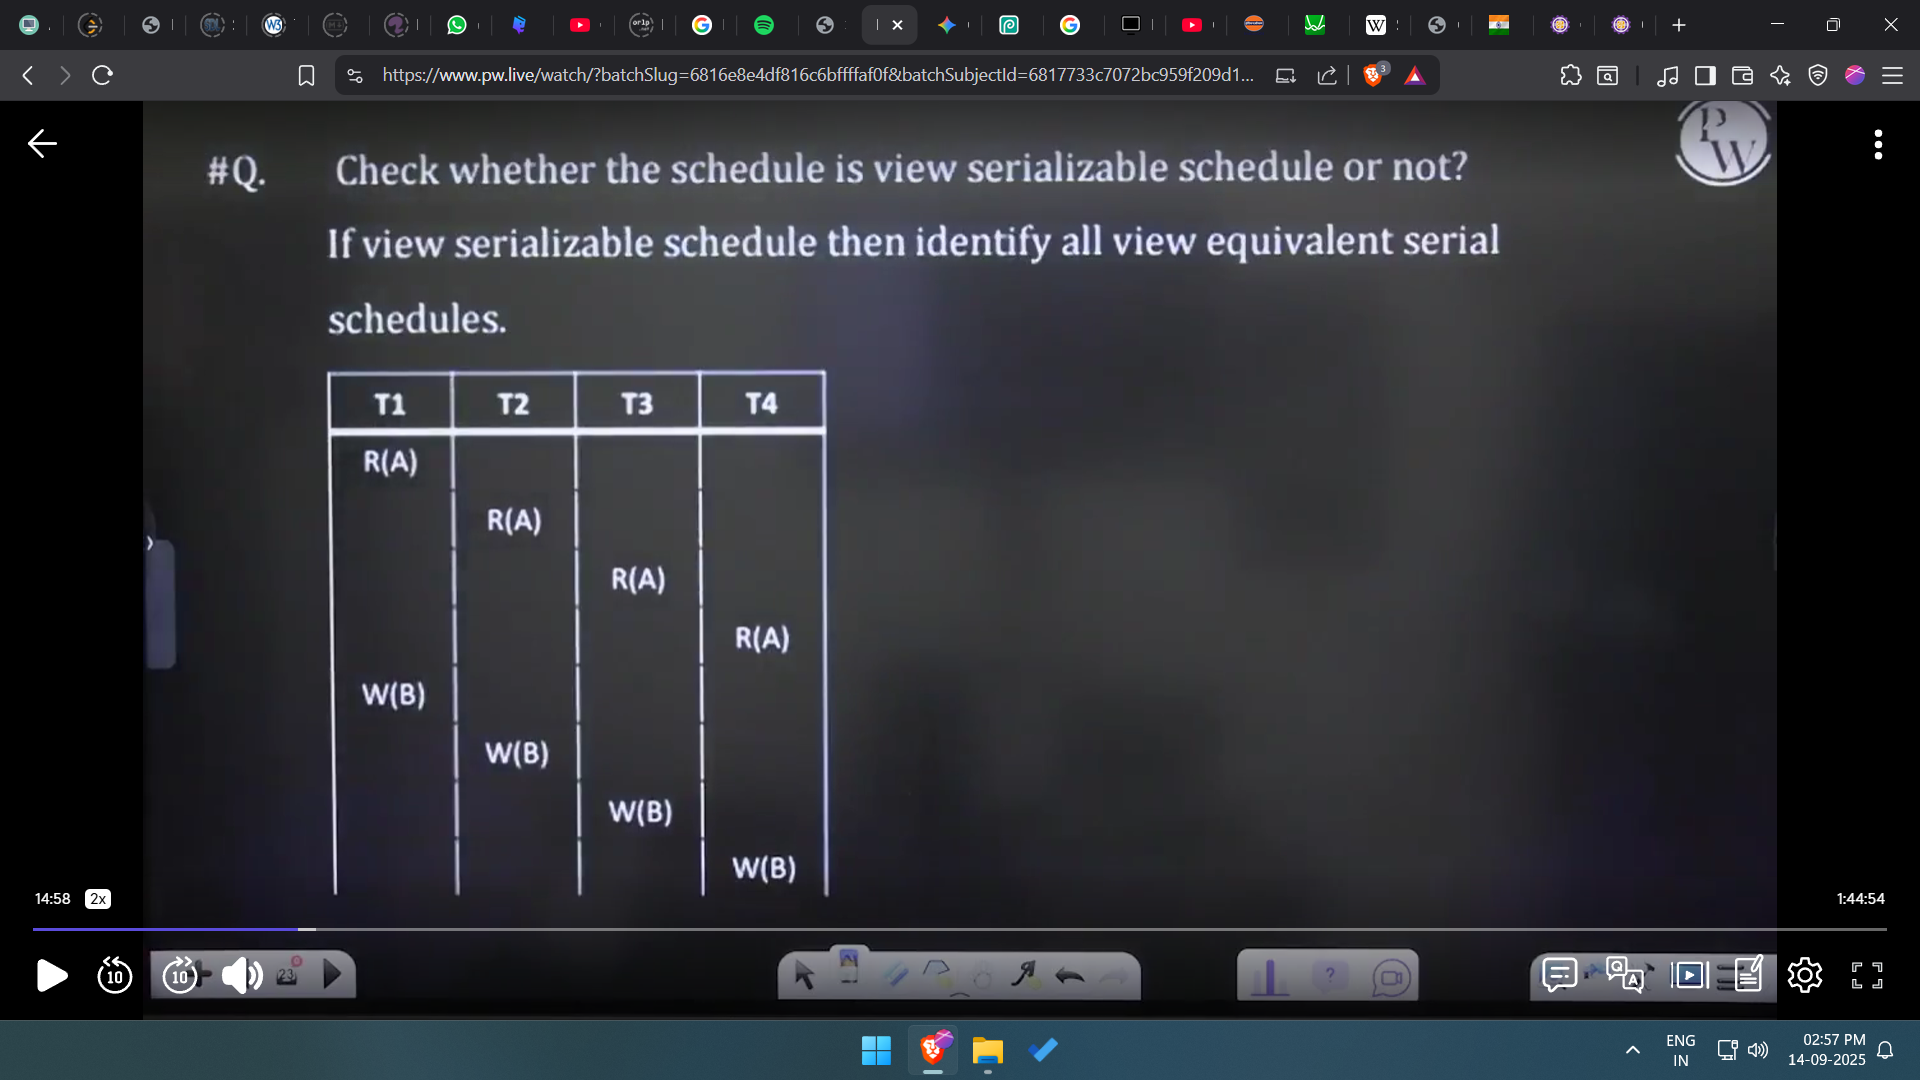 https://www.pw.live/watch/?batchSlug=6816e8e4df816c6bffffaf0f&batchSubjectId=6817733c7072bc959f209d1...
3
PW
#Q. Check whether the schedule is view serializable schedule or not?
If view serializable schedule then identify all view equivalent serial
schedules.
T1 T2 T3 T4
R(A)
R(A)
R(A)
R(A)
W(B)
W(B)
W(B)
W(B)
14:58 2x 1:44:54
10 10 23
ENG
IN
02:57 PM
14-09-2025